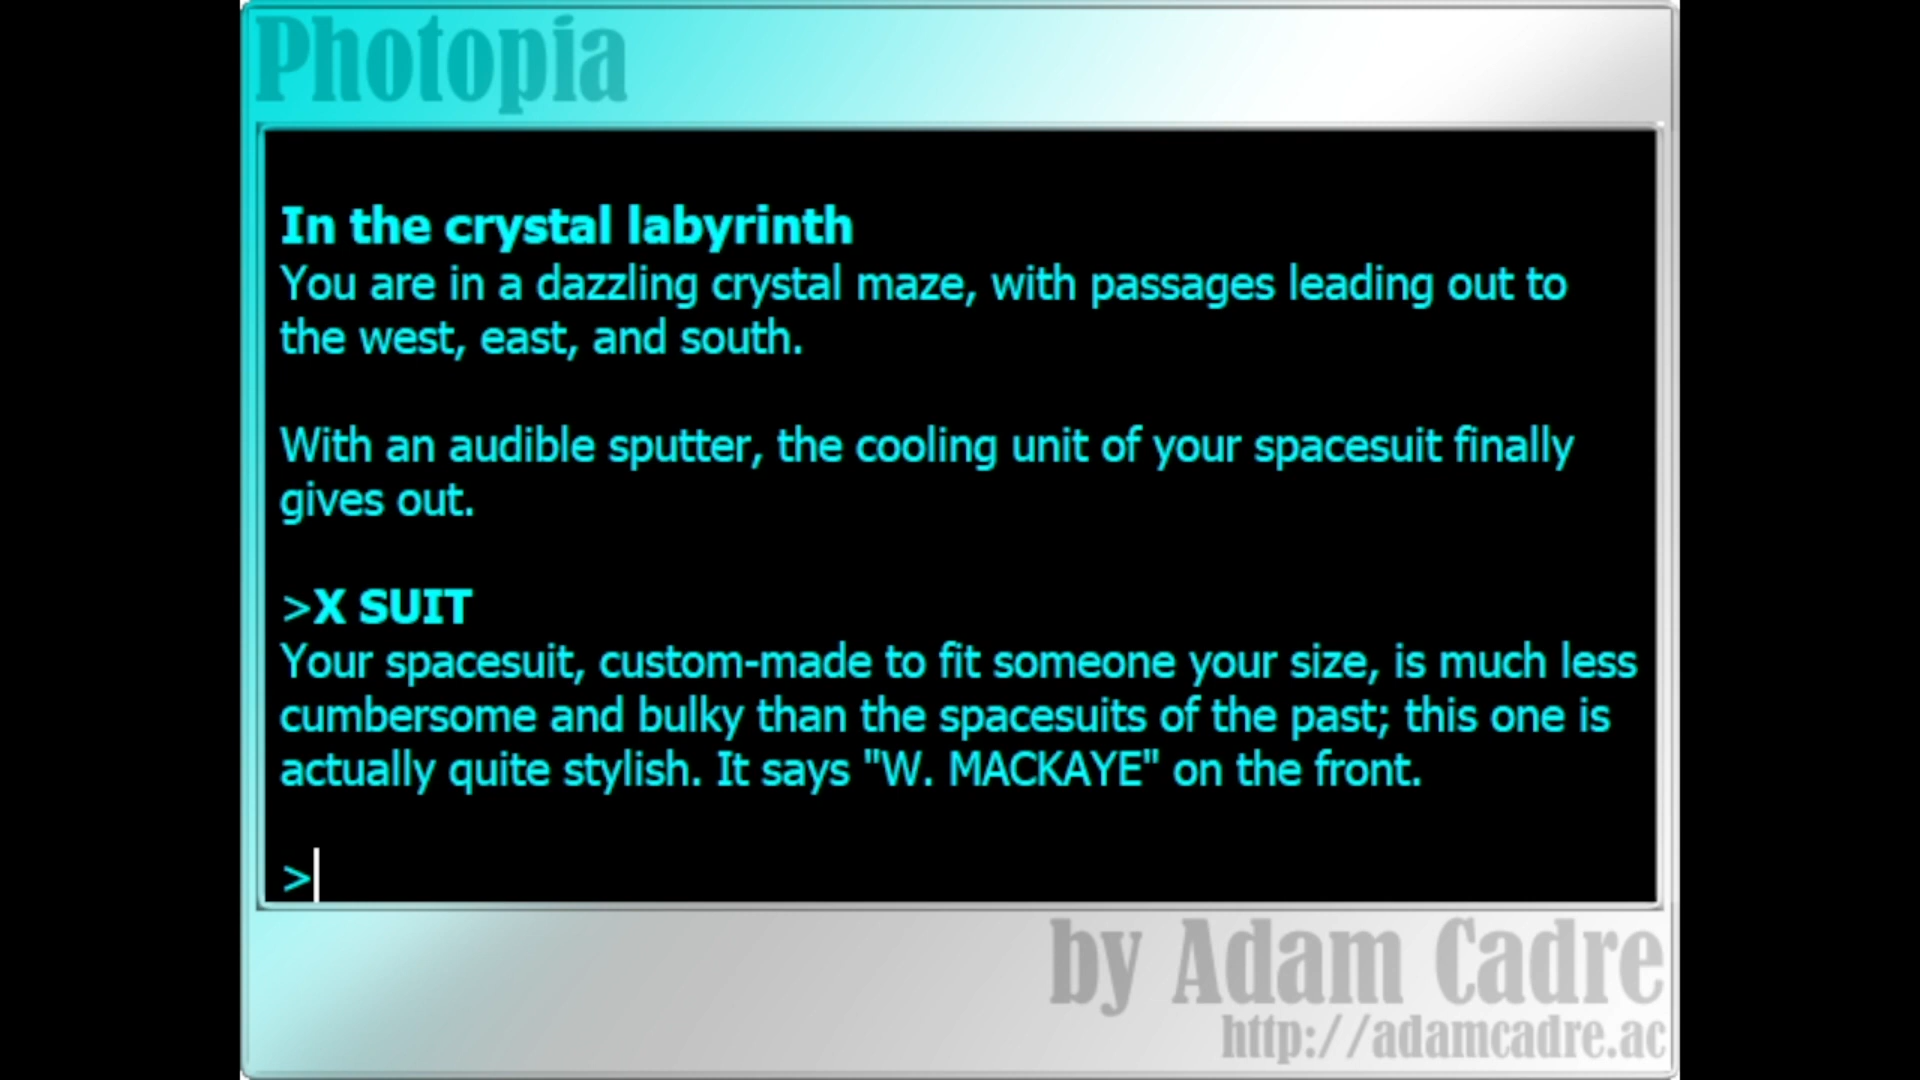 Photopia
In the crystal labyrinth
You are in a dazzling crystal maze, with passages leading out to
the west, east, and south.
With an audible sputter, the cooling unit of your spacesuit finally
gives out.
>X SUIT
Your spacesuit, custom-made to fit someone your size, is much less
cumbersome and bulky than the spacesuits of the past; this one is
actually quite stylish. It says "W. MACKAYE" on the front.
>
by Adam Cadre
http://adamcadre.ac